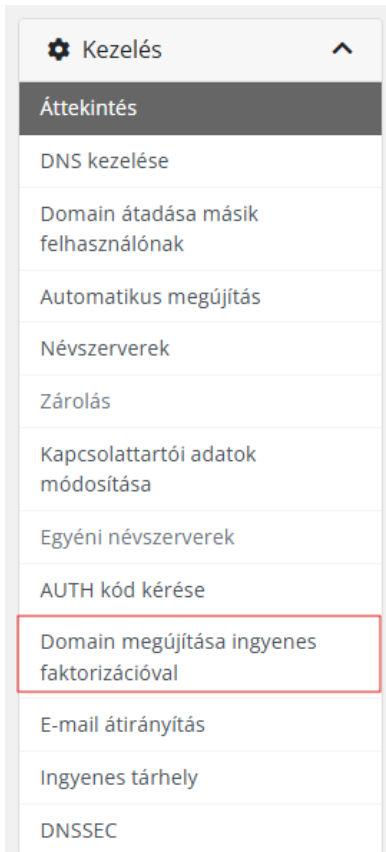 Kezelés
Áttekintés
DNS kezelése
Domain átadása másik
felhasználónak
Automatikus megújítás
Névszerverek
Zárolás
Kapcsolattartói adatok
módosítása
Egyéni névszerverek
AUTH kód kérése
Domain megújítása ingyenes
faktorizációval
E-mail átirányítás
Ingyenes tárhely
DNSSEC